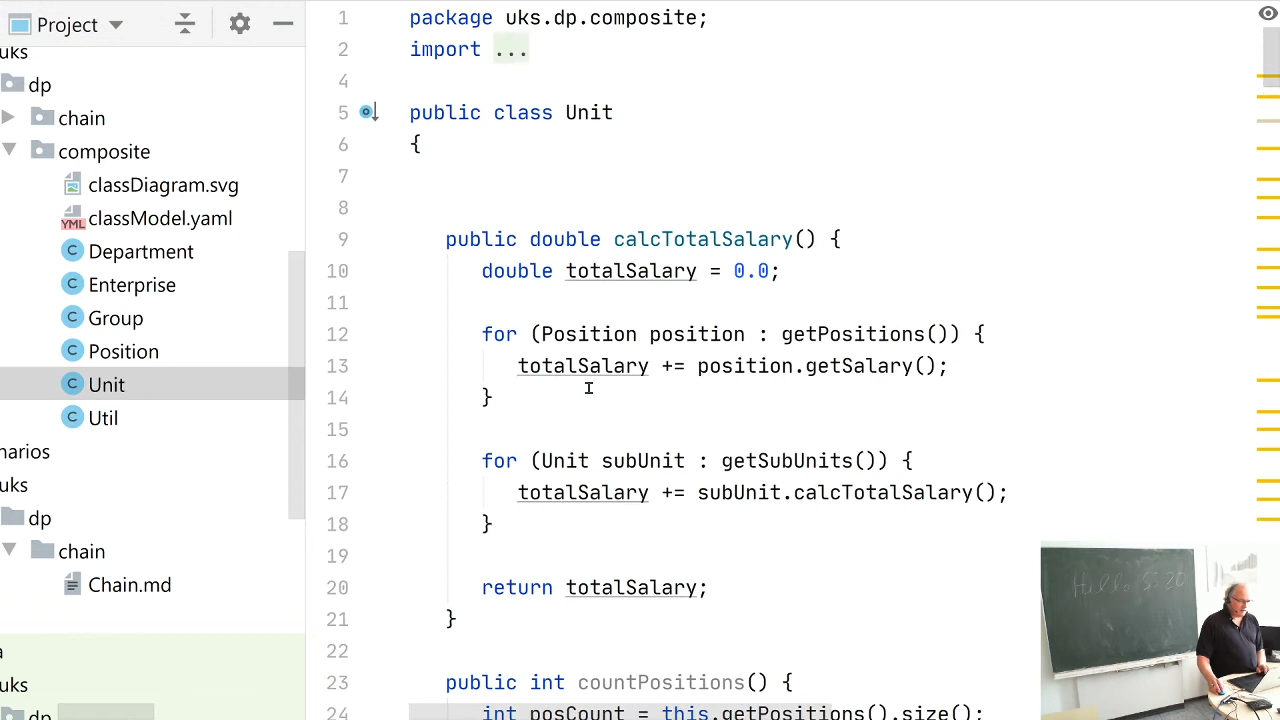 Project
uks
dp
chain
composite
classDiagram.svg
YML classModel.yaml
C Department
C Enterprise
C Group
C Position
C Unit
C Util
narios
uks
dp
chain
Chain.md
a
uks
dp
1 package uks.dp.composite;
2 import ...
4
5 public class Unit
6 {
7
8
9 public double calcTotalSalary() {
10 double totalSalary = 0.0;
11
12 for (Position position : getPositions()) {
13 totalSalary += position.getSalary();
14 }
15
16 for (Unit subUnit : getSubUnits()) {
17 totalSalary += subUnit.calcTotalSalary();
18 }
19
20 return totalSalary;
21 }
22
23 public int countPositions() {
24 int posCount = this.getPositions().size();
Hello